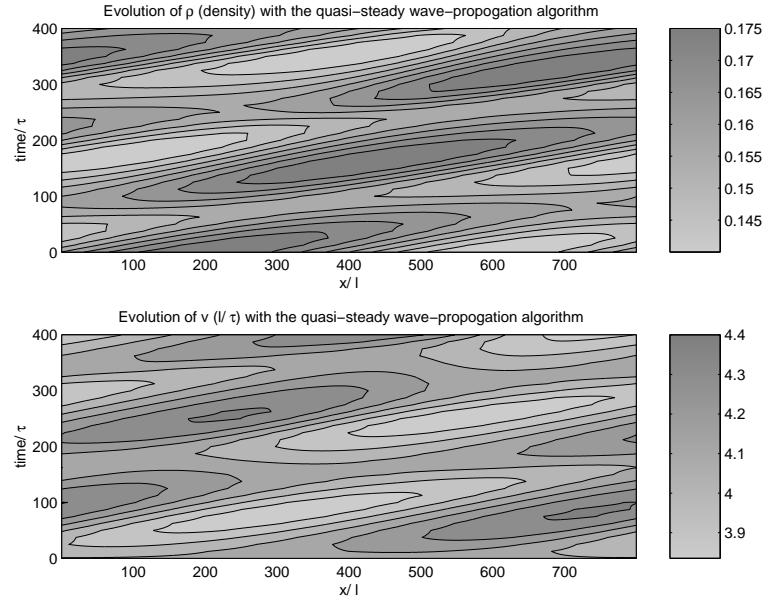 Evolution of ρ (density) with the quasi−steady wave−propogation algorithm
400
300
200
100
0
time/ τ
100 200 300 400 500 600 700
x/ l
0.175
0.17
0.165
0.16
0.155
0.15
0.145
Evolution of v (l/ τ) with the quasi−steady wave−propogation algorithm
400
300
200
100
0
time/ τ
100 200 300 400 500 600 700
x/ l
4.4
4.3
4.2
4.1
4
3.9